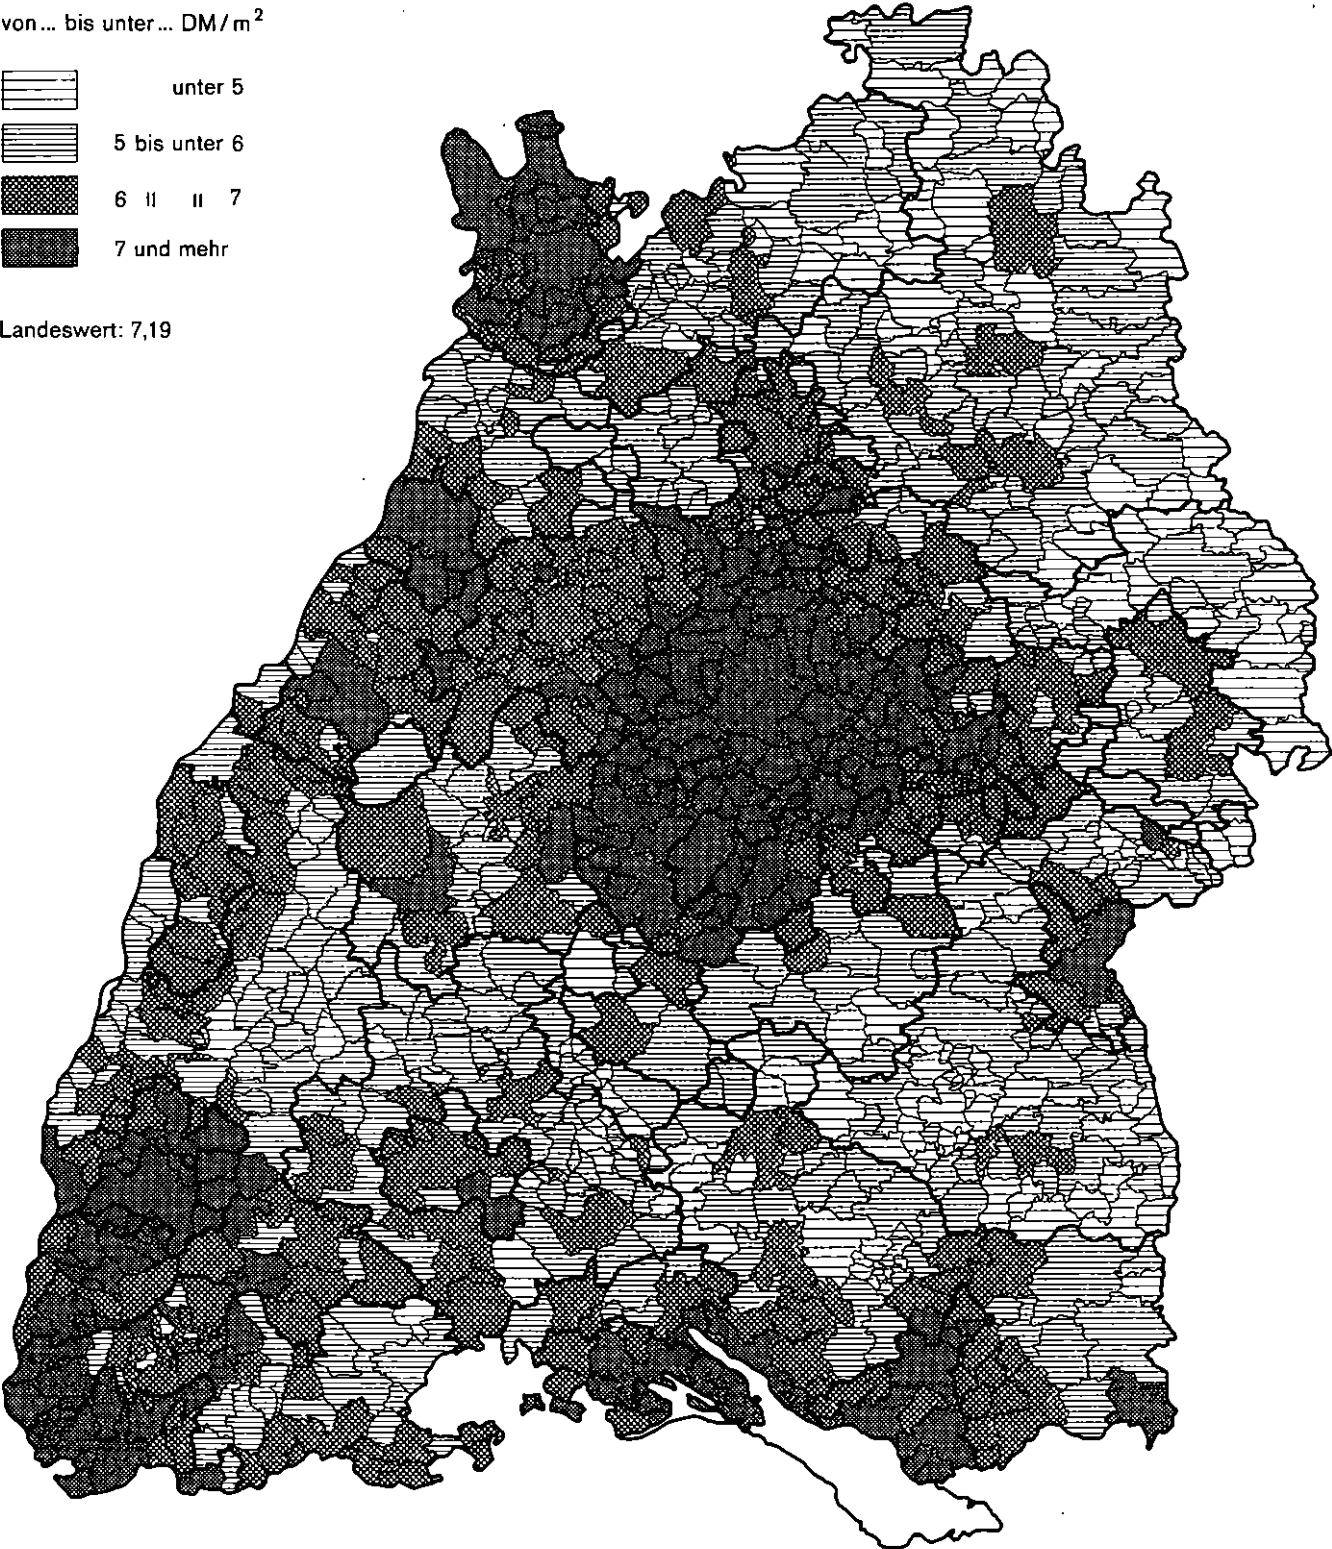 von ... bis unter ... DM/m²
unter 5
5 bis unter 6
6 " " 7
7 und mehr
Landeswert: 7,19